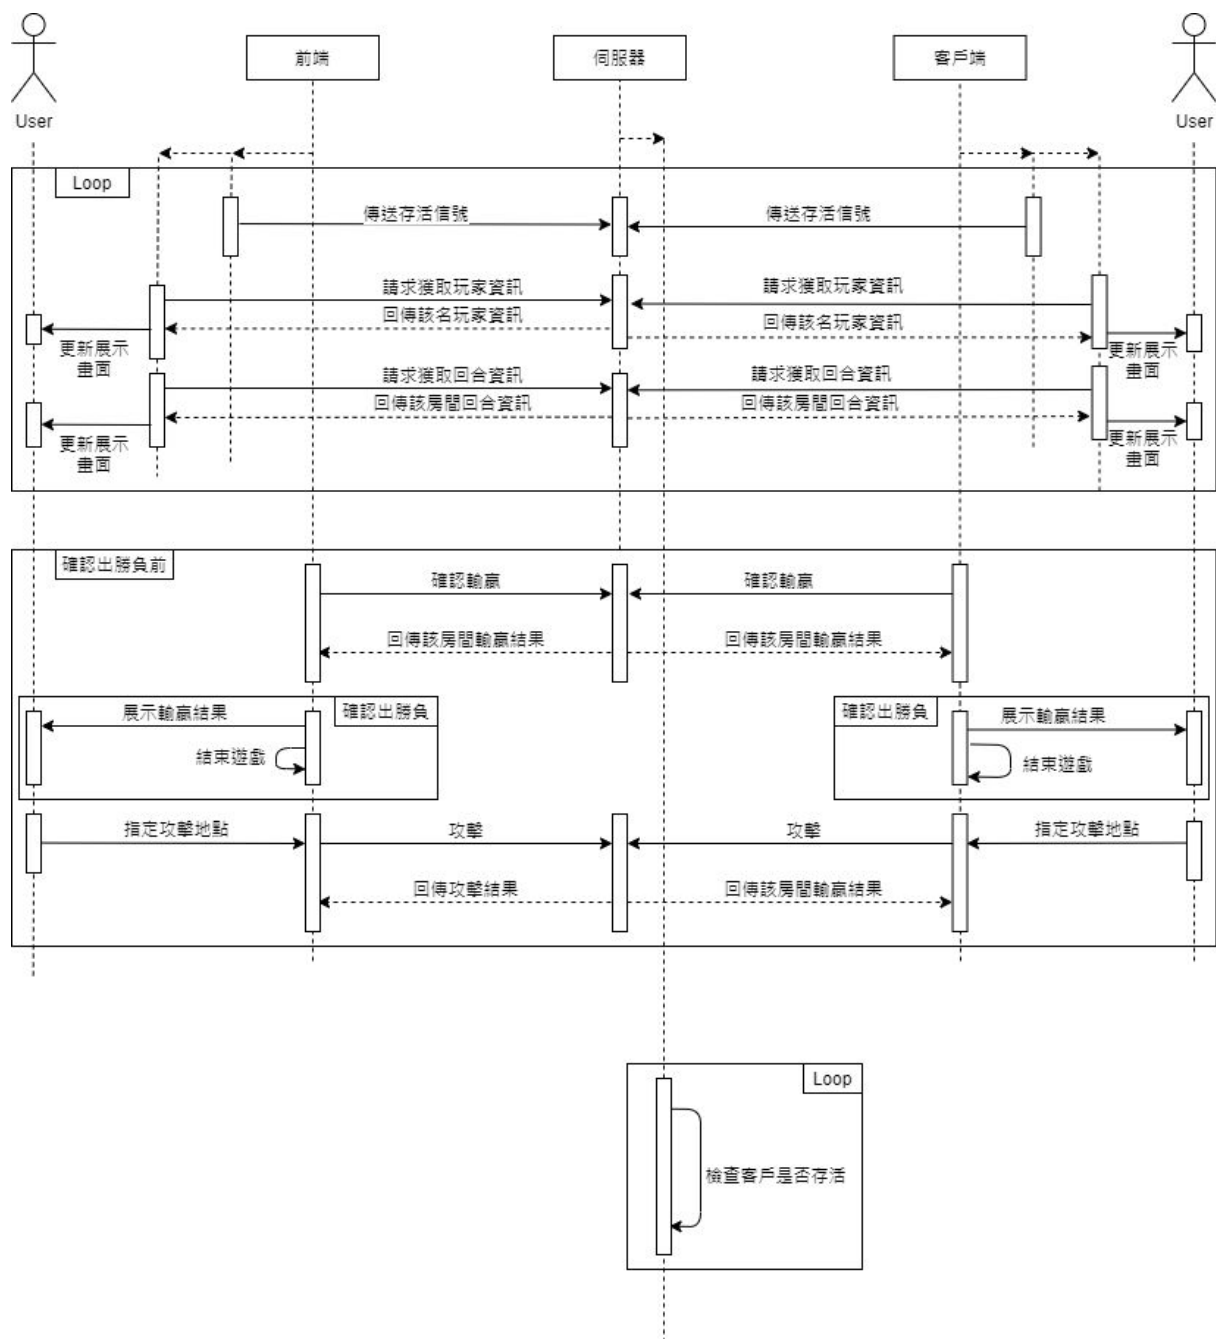 前端
伺服器
客戶端
User
User
Loop
傳送存活信號
傳送存活信號
請求獲取玩家資訊
請求獲取玩家資訊
回傳該名玩家資訊
回傳該名玩家資訊
更新展示
畫面
更新展示
畫面
請求獲取回合資訊
請求獲取回合資訊
回傳該房間回合資訊
回傳該房間回合資訊
更新展示
畫面
更新展示
畫面
確認出勝負前
確認輸贏
確認輸贏
回傳該房間輸贏結果
回傳該房間輸贏結果
展示輸贏結果
確認出勝負
確認出勝負
展示輸贏結果
結束遊戲
結束遊戲
指定攻擊地點
攻擊
攻擊
指定攻擊地點
回傳攻擊結果
回傳該房間輸贏結果
Loop
檢查客戶是否存活